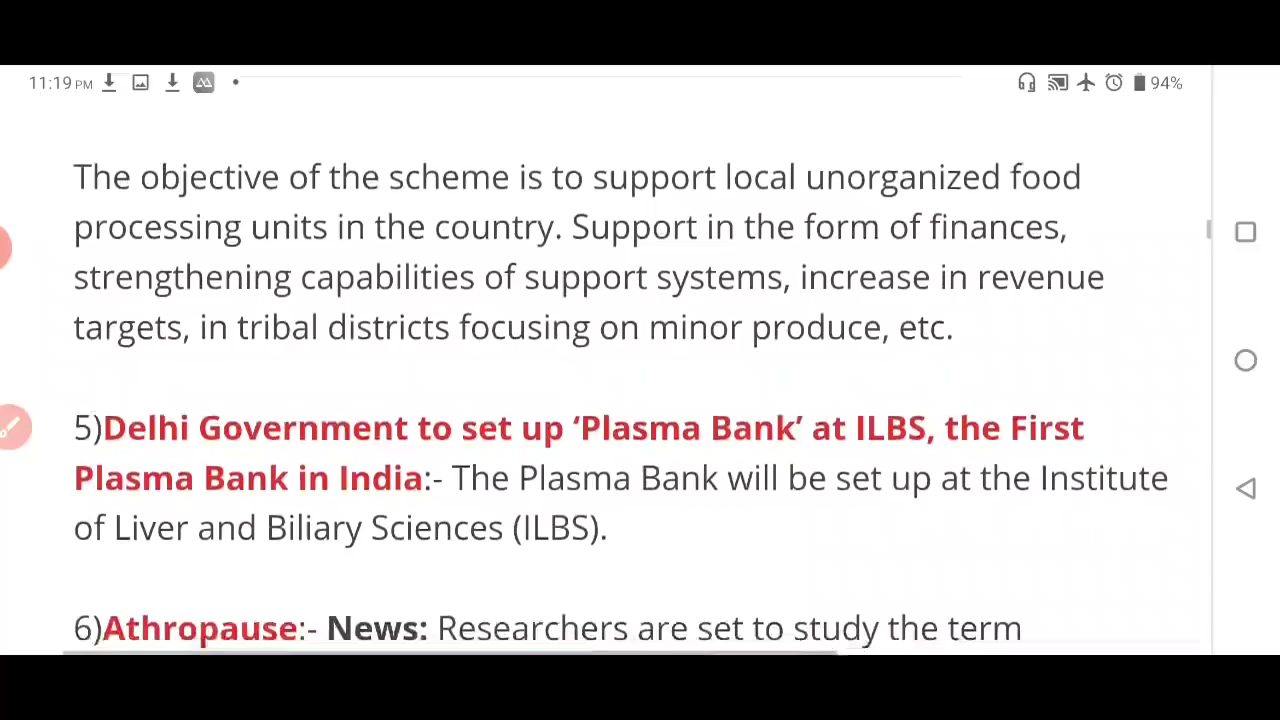 11:19 PM
94%
The objective of the scheme is to support local unorganized food
processing units in the country. Support in the form of finances,
strengthening capabilities of support systems, increase in revenue
targets, in tribal districts focusing on minor produce, etc.
5)Delhi Government to set up ‘Plasma Bank’ at ILBS, the First
Plasma Bank in India:- The Plasma Bank will be set up at the Institute
of Liver and Biliary Sciences (ILBS).
6)Athropause:- News: Researchers are set to study the term